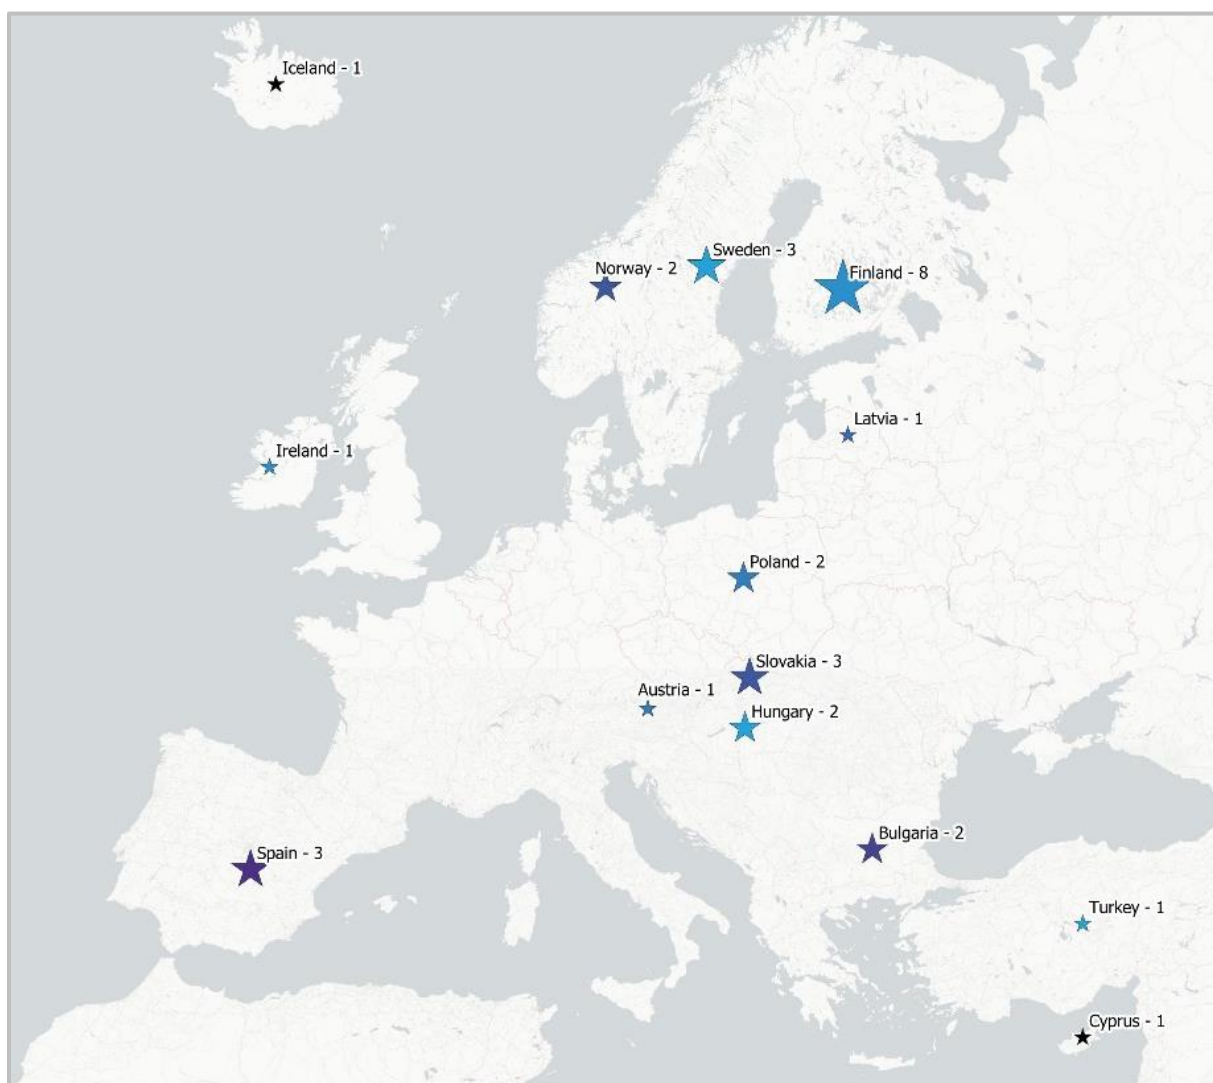 Iceland - 1
Sweden - 3
Norway - 2
Finland - 8
Latvia - 1
Ireland - 1
Poland - 2
Slovakia - 3
Austria - 1
Hungary - 2
Bulgaria - 2
Spain - 3
Turkey - 1
Cyprus - 1